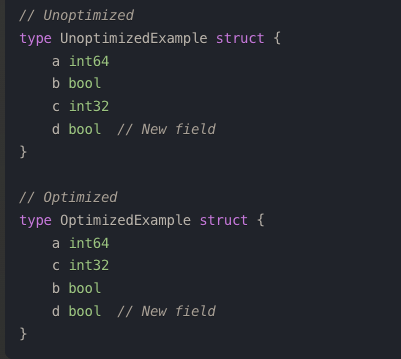 // Unoptimized
type UnoptimizedExample struct {
    a int64
    b bool
    c int32
    d bool  // New field
}

// Optimized
type OptimizedExample struct {
    a int64
    c int32
    b bool
    d bool  // New field
}